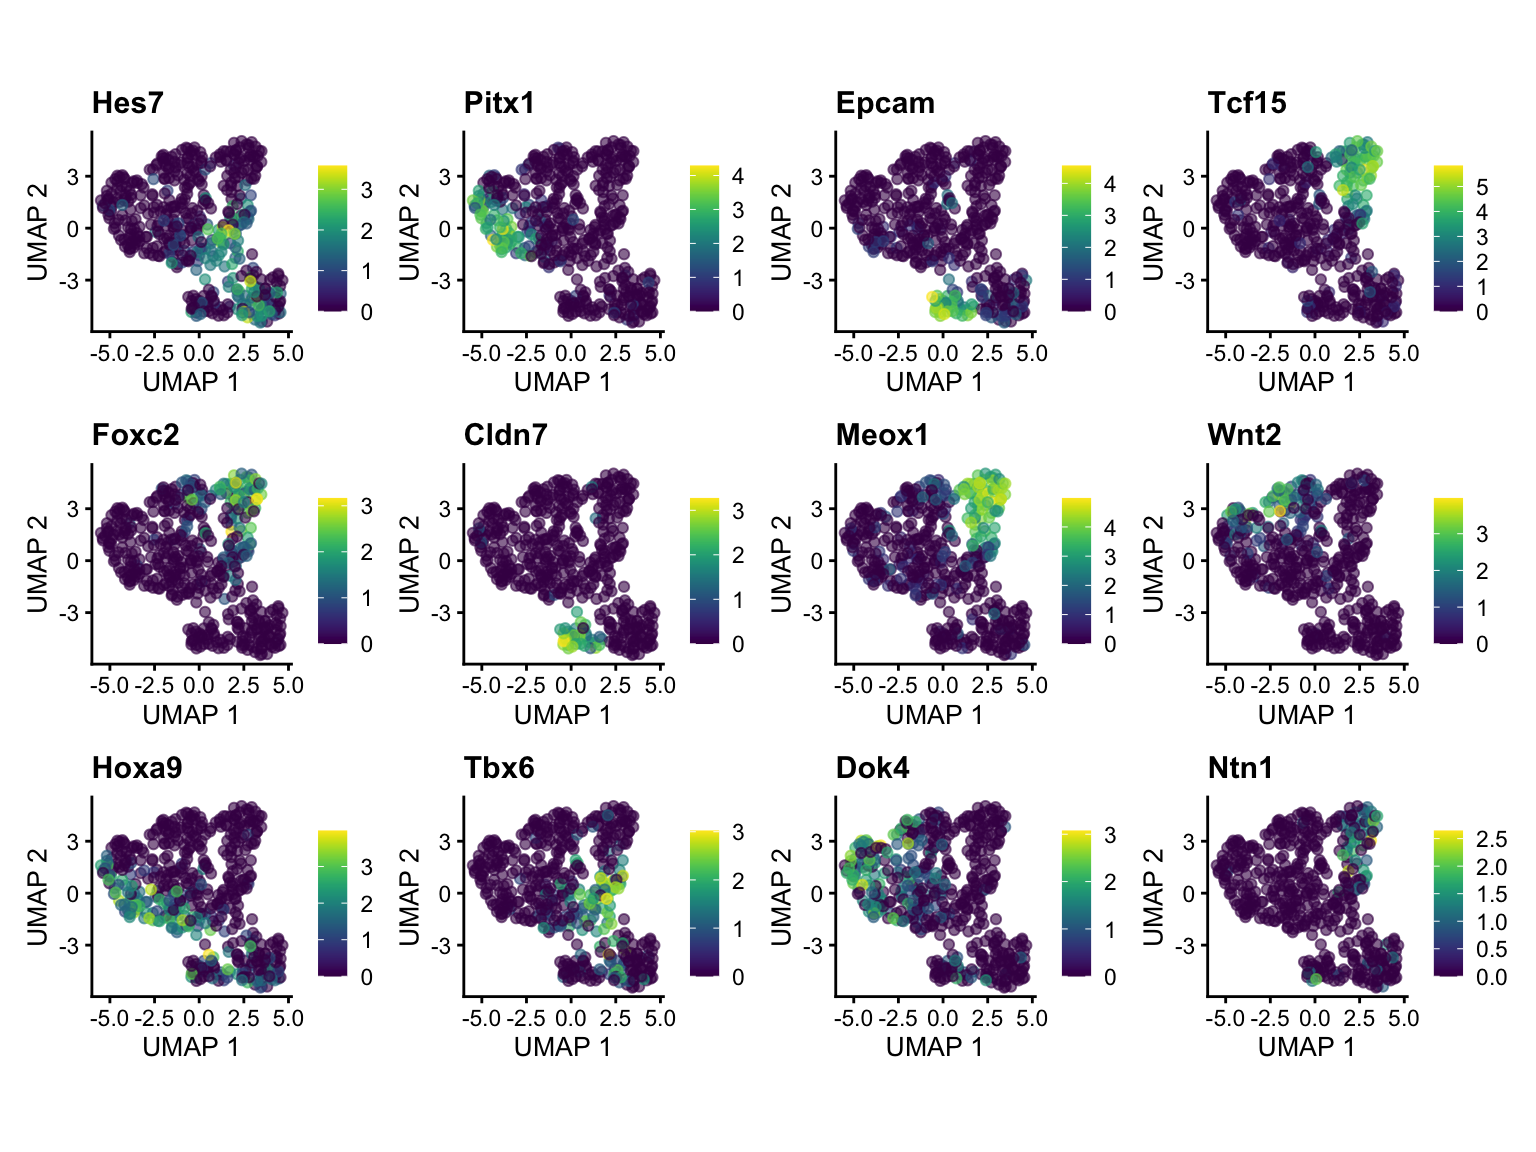 Hes7 Pitx1 Epcam Tcf15
UMAP 2 3 0 -3 3 2 1 0 UMAP 2 3 0 -3 4 3 2 1 0 UMAP 2 3 0 -3 4 3 2 1 0 UMAP 2 3 0 -3 5 4 3 2 1 0
-5.0 -2.5 0.0 2.5 5.0 -5.0 -2.5 0.0 2.5 5.0 -5.0 -2.5 0.0 2.5 5.0 -5.0 -2.5 0.0 2.5 5.0
UMAP 1 UMAP 1 UMAP 1 UMAP 1
Foxc2 Cldn7 Meox1 Wnt2
UMAP 2 3 0 -3 3 2 1 0 UMAP 2 3 0 -3 3 2 1 0 UMAP 2 3 0 -3 4 3 2 1 0 UMAP 2 3 0 -3 3 2 1 0
-5.0 -2.5 0.0 2.5 5.0 -5.0 -2.5 0.0 2.5 5.0 -5.0 -2.5 0.0 2.5 5.0 -5.0 -2.5 0.0 2.5 5.0
UMAP 1 UMAP 1 UMAP 1 UMAP 1
Hoxa9 Tbx6 Dok4 Ntn1
UMAP 2 3 0 -3 3 2 1 0 UMAP 2 3 0 -3 3 2 1 0 UMAP 2 3 0 -3 3 2 1 0 UMAP 2 3 0 -3 2.5 2.0 1.5 1.0 0.5 0.0
-5.0 -2.5 0.0 2.5 5.0 -5.0 -2.5 0.0 2.5 5.0 -5.0 -2.5 0.0 2.5 5.0 -5.0 -2.5 0.0 2.5 5.0
UMAP 1 UMAP 1 UMAP 1 UMAP 1